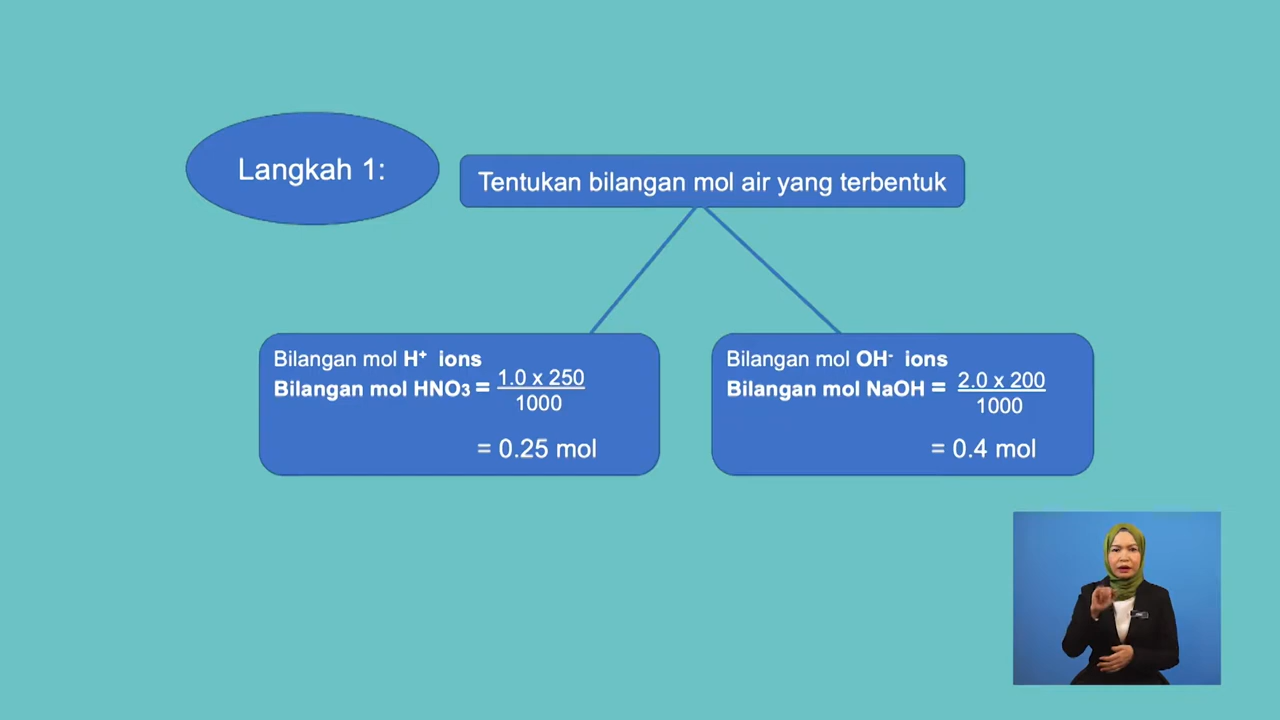 Langkah 1:
Tentukan bilangan mol air yang terbentuk
Bilangan mol H⁺ ions
Bilangan mol HNO₃ = 1.0 x 250
1000
= 0.25 mol
Bilangan mol OH⁻ ions
Bilangan mol NaOH = 2.0 x 200
1000
= 0.4 mol